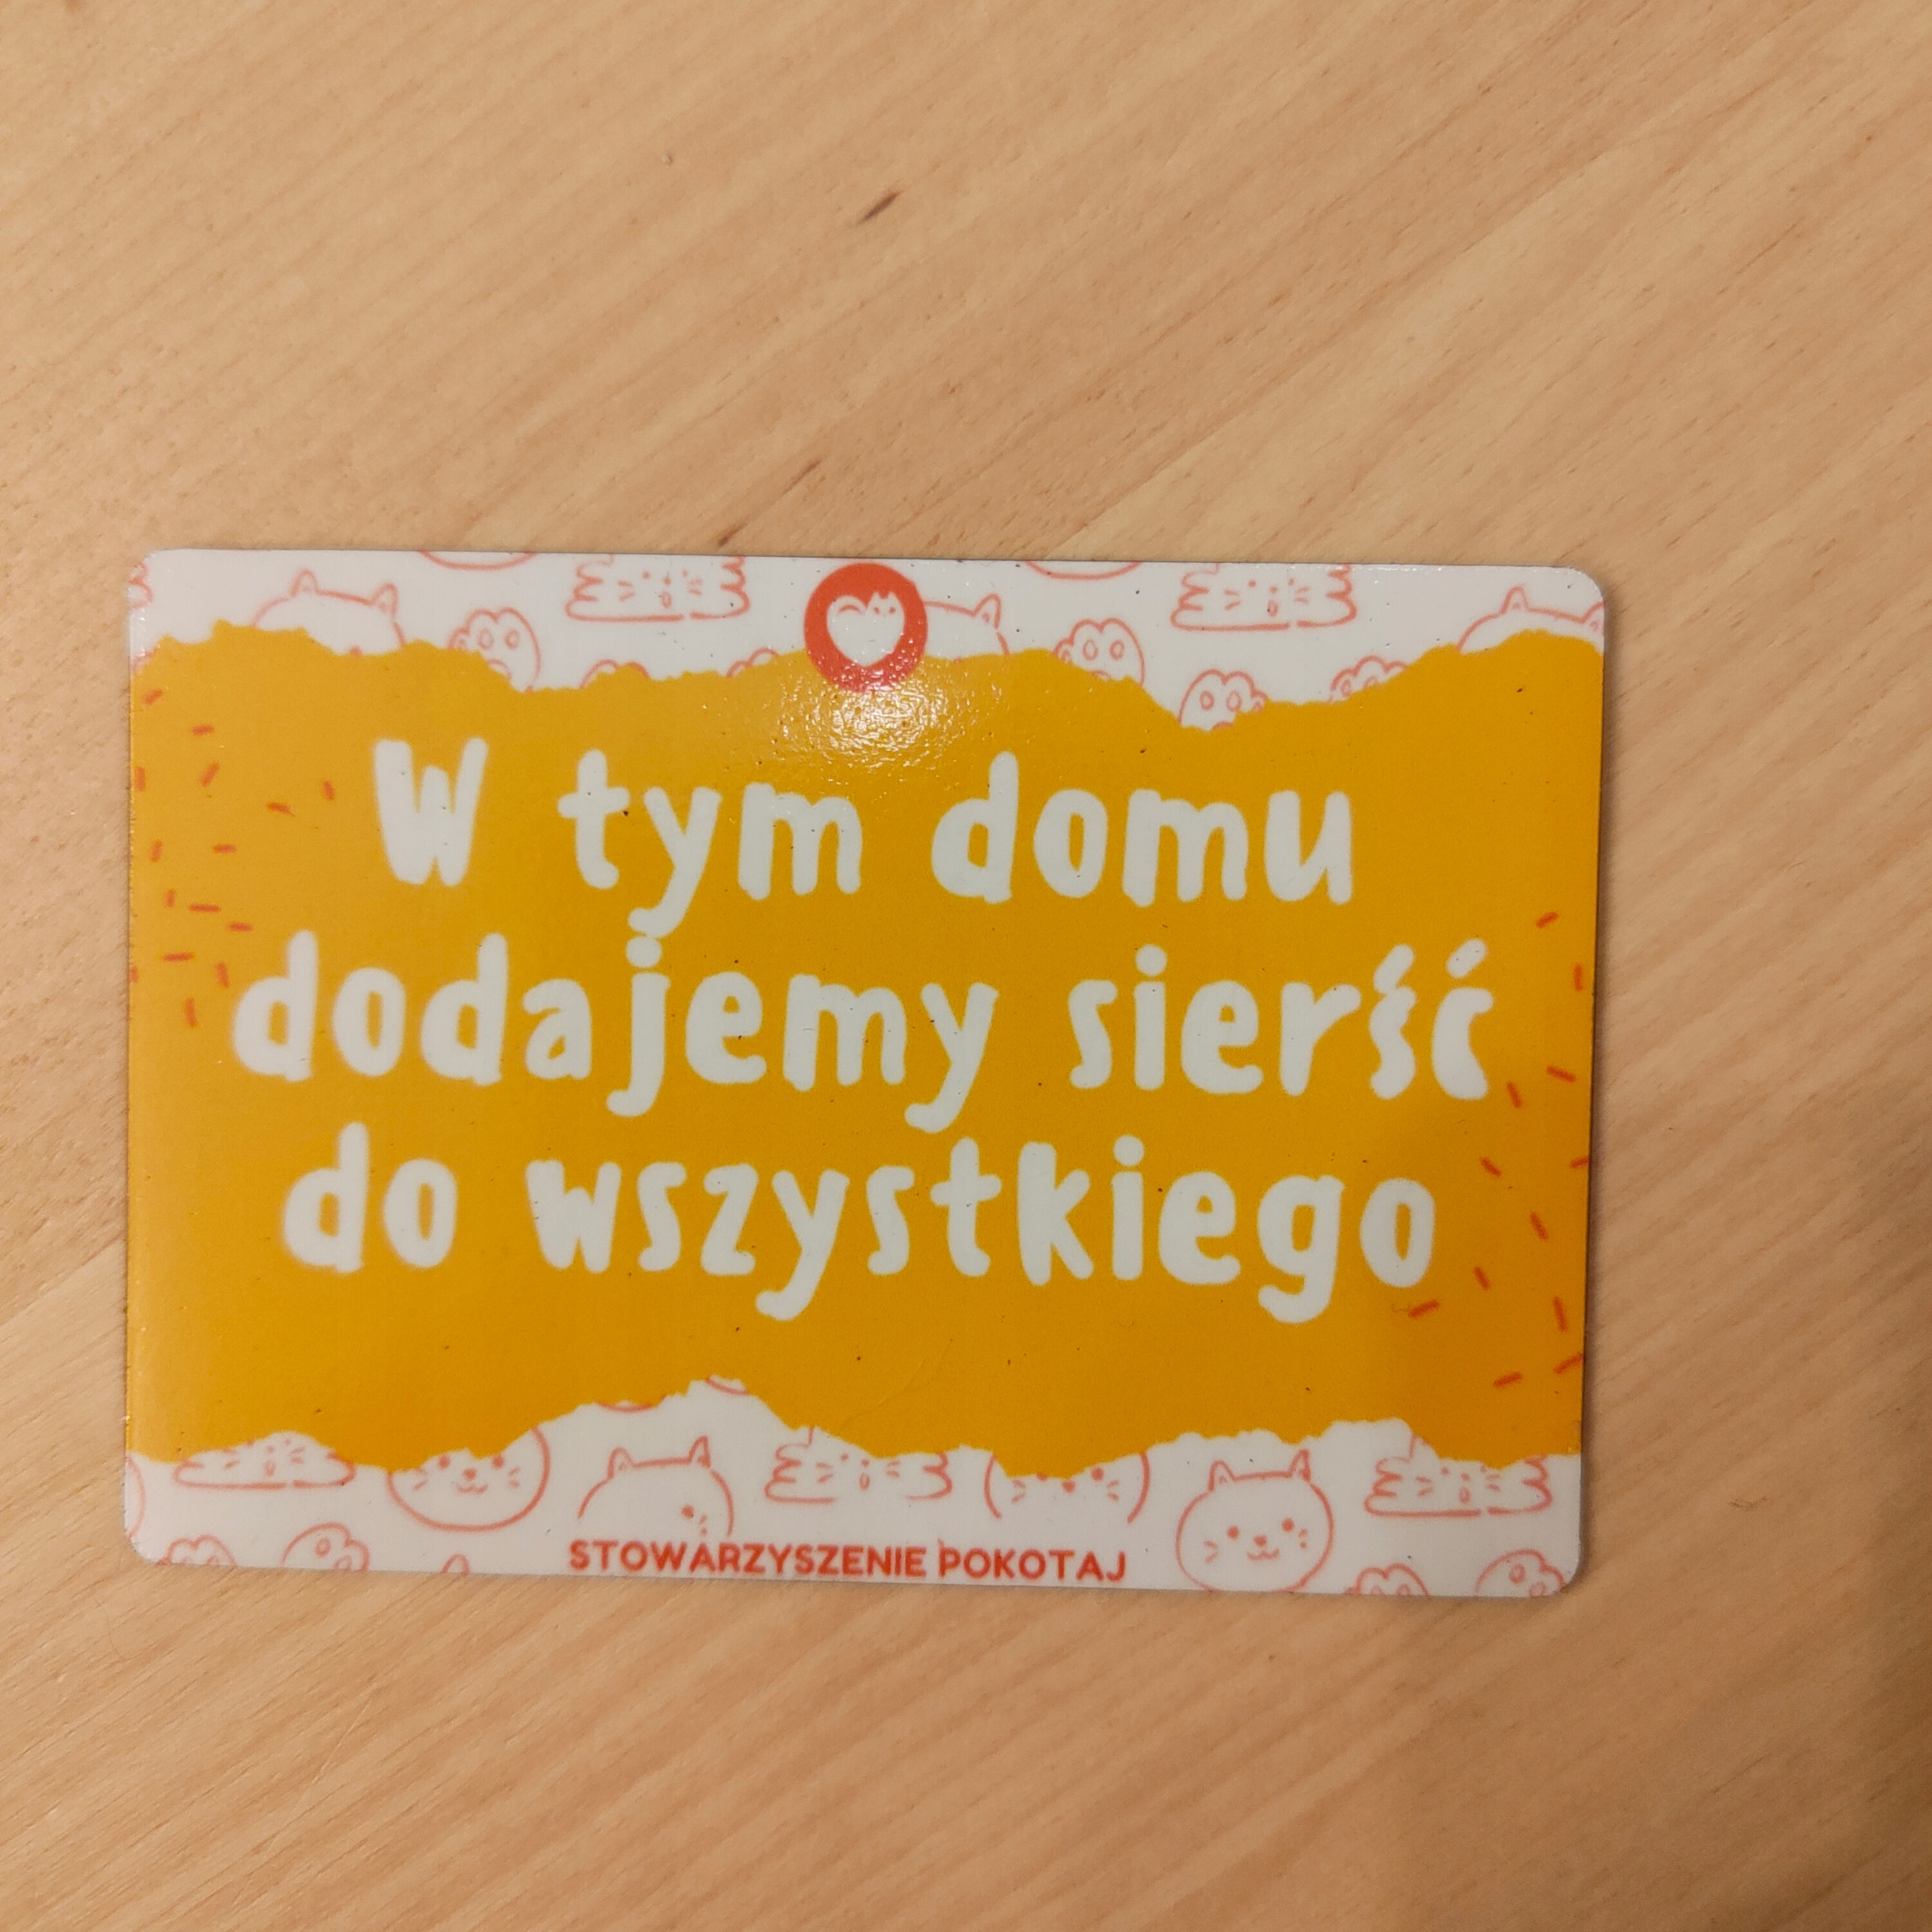 W tym domu
dodajemy sierść
do wszystkiego
STOWARZYSZENIE POKOTAJ